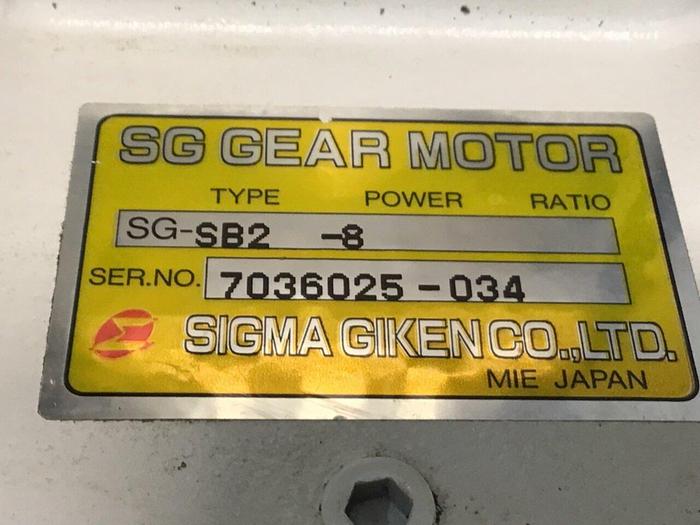 SG GEAR MOTOR
TYPE POWER RATIO
SG-SB2 -8
SER.NO. 7036025-034
SIGMA GIKEN CO.,LTD.
MIE JAPAN